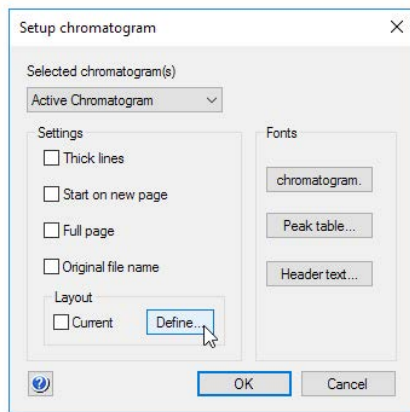 Setup chromatogram
Selected chromatogram(s)
Active Chromatogram
Settings
Thick lines
Start on new page
Full page
Original file name
Layout
Current
Define...
Fonts
chromatogram.
Peak table...
Header text...
?
OK
Cancel